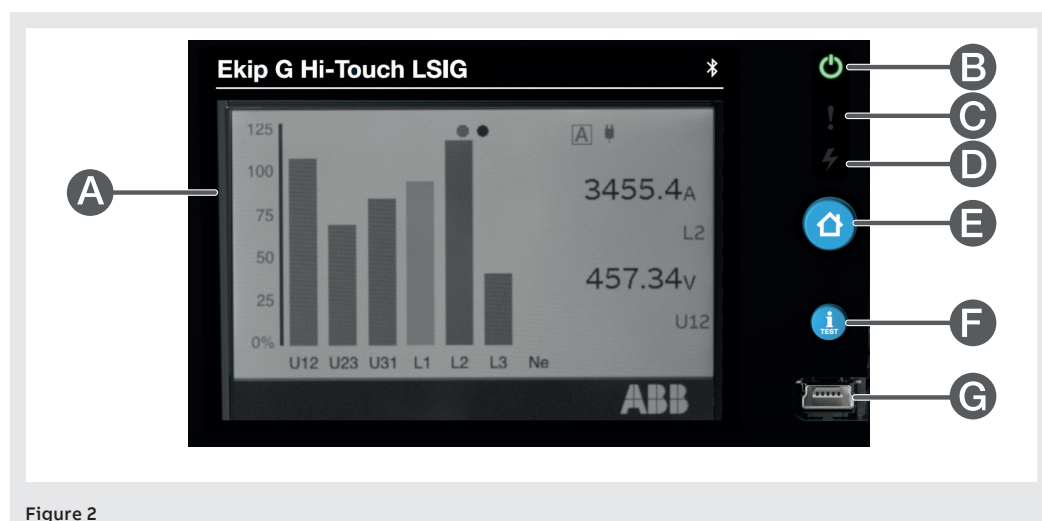 Ekip G Hi-Touch LSIG
125
100
75
50
25
0%
U12 U23 U31 L1 L2 L3 Ne
A
3455.4A
L2
457.34V
U12
ABB
i
TEST
A
B
C
D
E
F
G
Figure 2